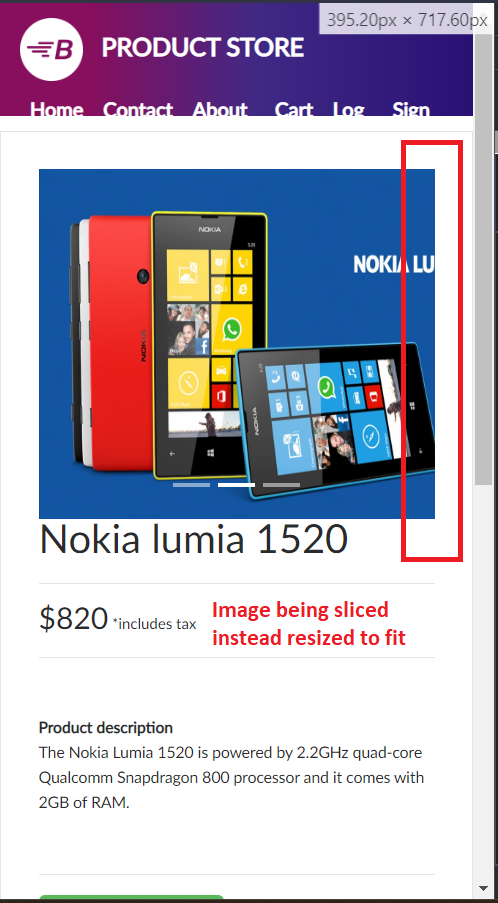 395.20px × 717.60px
B PRODUCT STORE
Home Contact About Cart Log Sign
NOKIA LU
NOKIA
NOKIA
NOKIA
Nokia lumia 1520
$820 *includes tax
Image being sliced
instead resized to fit
Product description
The Nokia Lumia 1520 is powered by 2.2GHz quad-core
Qualcomm Snapdragon 800 processor and it comes with
2GB of RAM.